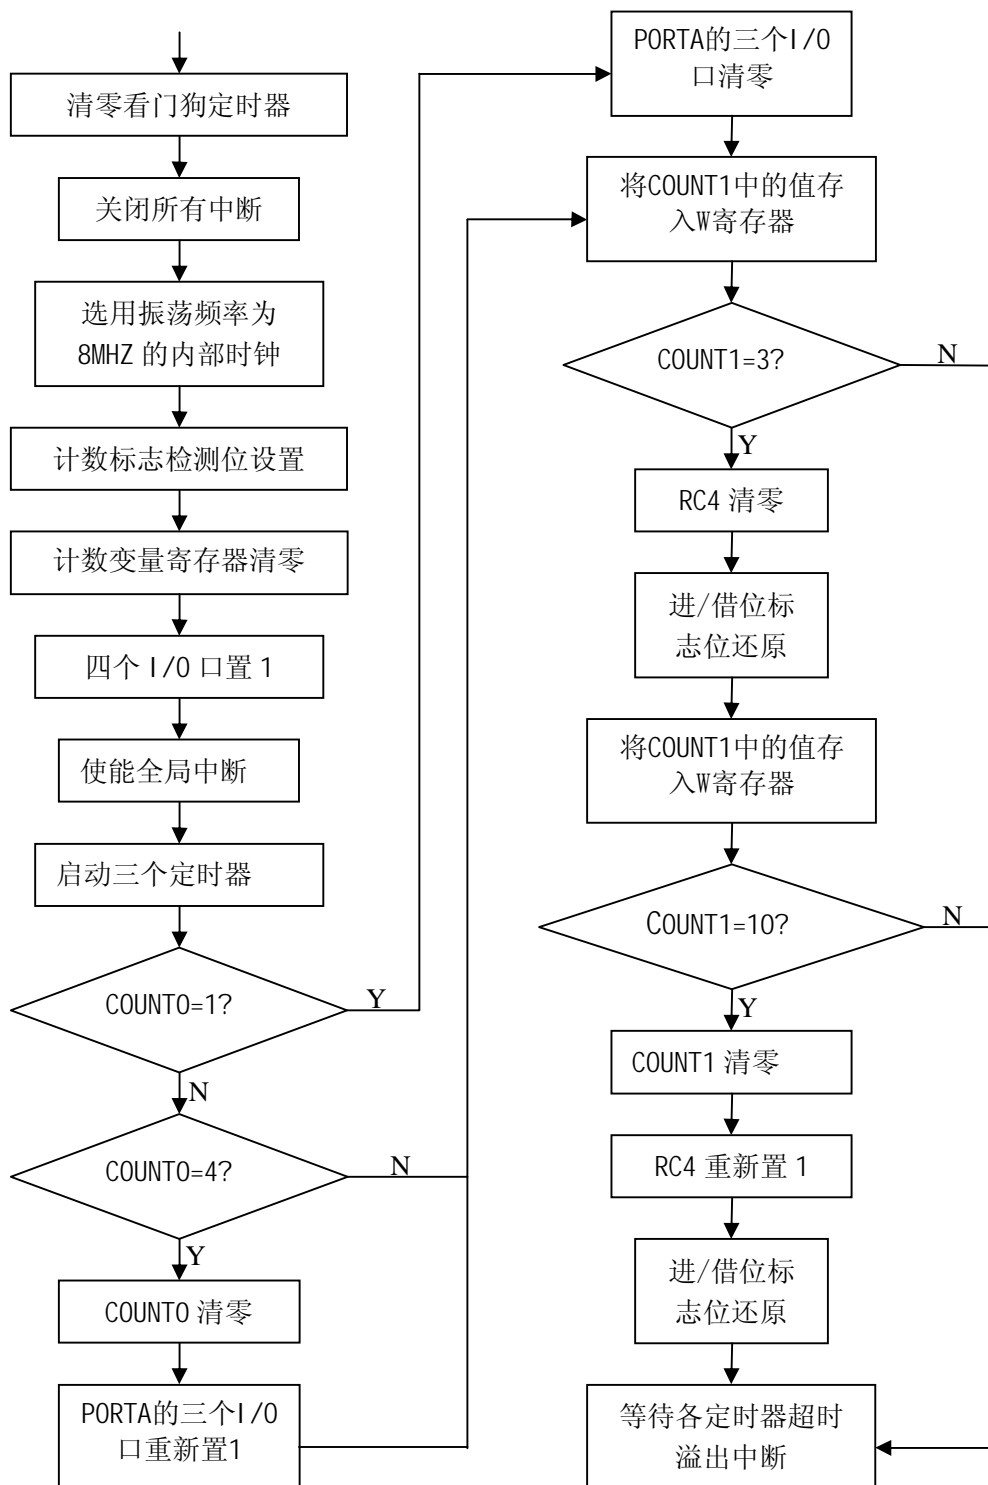 清零看门狗定时器
关闭所有中断
选用振荡频率为
8MHZ 的内部时钟
计数标志检测位设置
计数变量寄存器清零
四个 I/O 口置 1
使能全局中断
启动三个定时器
COUNT0=1?
Y
N
COUNT0=4?
N
Y
COUNT0 清零
PORTA的三个I/O
口重新置1
PORTA的三个I/O
口清零
将COUNT1中的值存
入W寄存器
COUNT1=3?
N
Y
RC4 清零
进/借位标
志位还原
将COUNT1中的值存
入W寄存器
COUNT1=10?
N
Y
COUNT1 清零
RC4 重新置 1
进/借位标
志位还原
等待各定时器超时
溢出中断